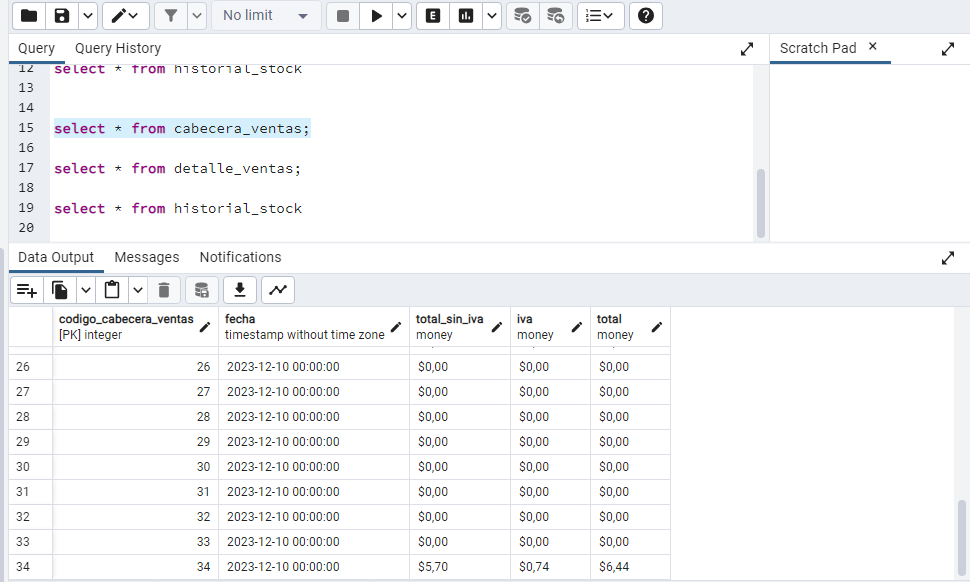 No limit
E
Query Query History Scratch Pad
12 select * from historial_stock
13
14
15 select * from cabecera_ventas;
16
17 select * from detalle_ventas;
18
19 select * from historial_stock
20
Data Output Messages Notifications
codigo_cabecera_ventas fecha total_sin_iva iva total
[PK] integer timestamp without time zone money money money
26 26 2023-12-10 00:00:00 $0,00 $0,00 $0,00
27 27 2023-12-10 00:00:00 $0,00 $0,00 $0,00
28 28 2023-12-10 00:00:00 $0,00 $0,00 $0,00
29 29 2023-12-10 00:00:00 $0,00 $0,00 $0,00
30 30 2023-12-10 00:00:00 $0,00 $0,00 $0,00
31 31 2023-12-10 00:00:00 $0,00 $0,00 $0,00
32 32 2023-12-10 00:00:00 $0,00 $0,00 $0,00
33 33 2023-12-10 00:00:00 $0,00 $0,00 $0,00
34 34 2023-12-10 00:00:00 $5,70 $0,74 $6,44